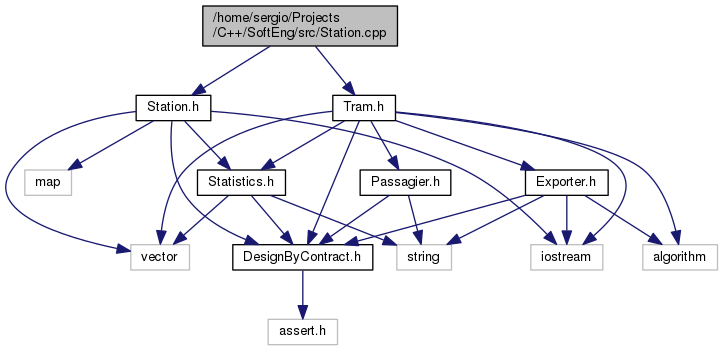 /home/sergio/Projects
/C++/SoftEng/src/Station.cpp
Station.h
Tram.h
map
Statistics.h
Passagier.h
Exporter.h
vector
DesignByContract.h
string
iostream
algorithm
assert.h